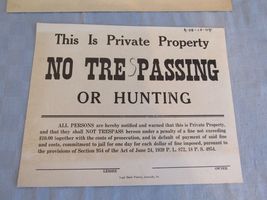 This Is Private Property
NO TRESPASSING
OR HUNTING
ALL PERSONS are hereby notified and warned that this is Private Property,
and that they shall NOT TRESPASS hereon under a penalty of a fine not exceeding
$10.00 together with the costs of prosecution, and in default of payment of said
fine and costs, commitment to jail for one day for each dollar of fine imposed, pursuant
to the provisions of Section 954 of the Act of June 24, 1939 P. L. 872, 18 P. S. 4954.
LESSEE OWNER